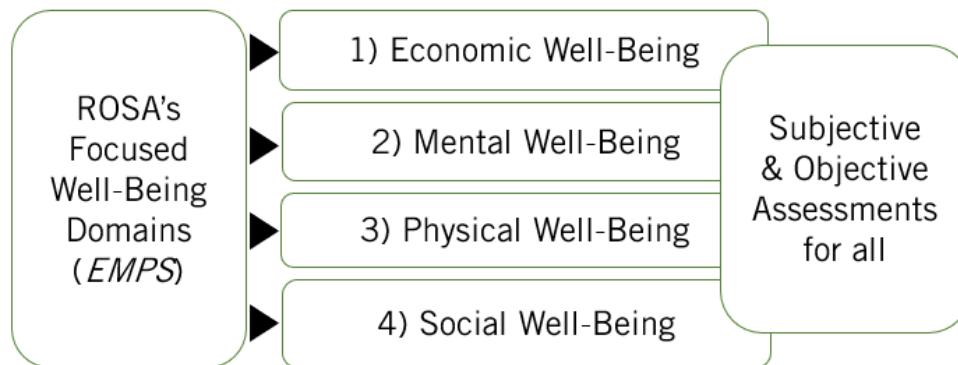 ROSA's
Focused
Well-Being
Domains
(EMPS)
1) Economic Well-Being
2) Mental Well-Being
3) Physical Well-Being
4) Social Well-Being
Subjective
& Objective
Assessments
for all